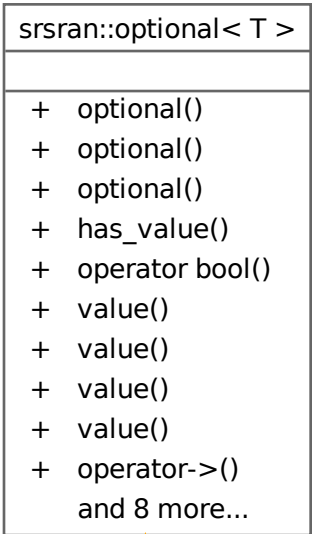 srsran::optional< T >
+ optional()
+ optional()
+ optional()
+ has_value()
+ operator bool()
+ value()
+ value()
+ value()
+ value()
+ operator->()
and 8 more...